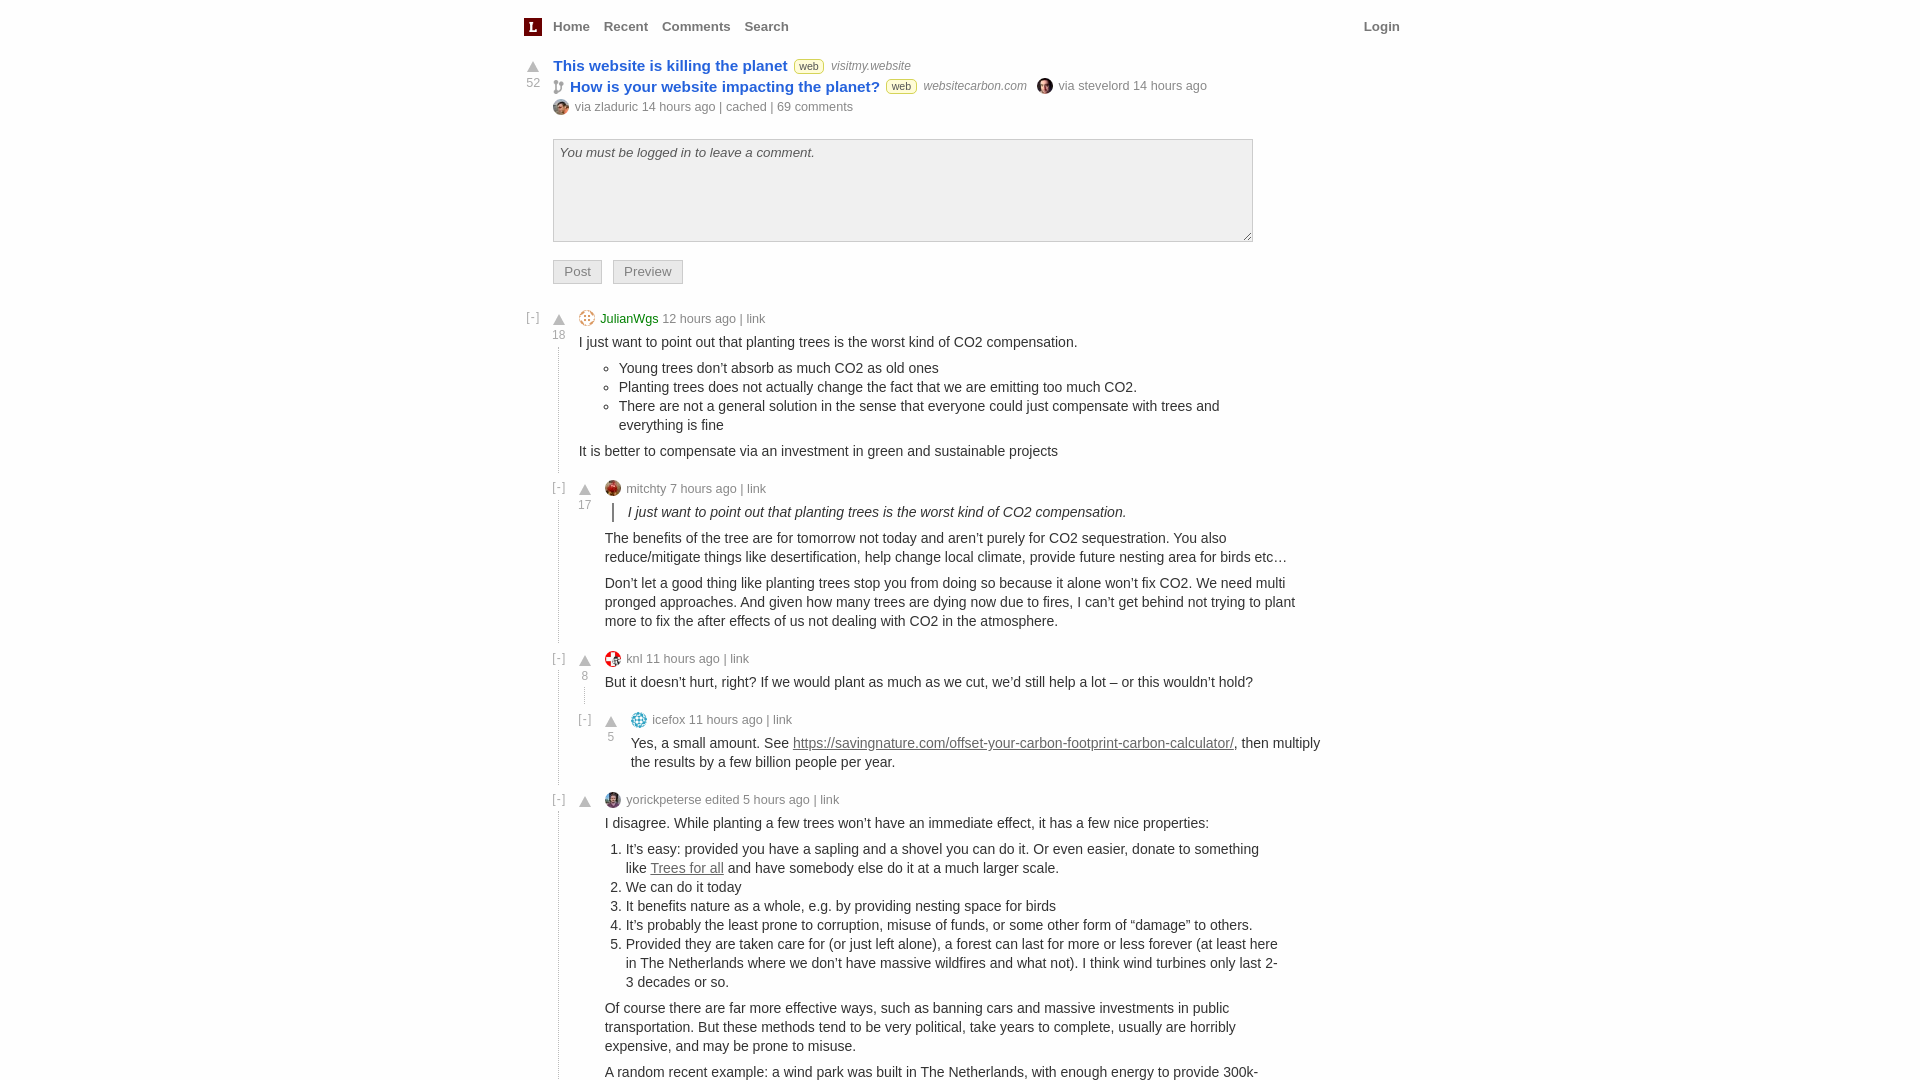 L Home Recent Comments Search Login
This website is killing the planet web visitmy.website
52
How is your website impacting the planet? web websitecarbon.com via stevelord 14 hours ago
via zladuric 14 hours ago | cached | 69 comments
You must be logged in to leave a comment.
Post Preview
[-] JulianWgs 12 hours ago | link
18
I just want to point out that planting trees is the worst kind of CO2 compensation.
Young trees don’t absorb as much CO2 as old ones
Planting trees does not actually change the fact that we are emitting too much CO2.
There are not a general solution in the sense that everyone could just compensate with trees and
everything is fine
It is better to compensate via an investment in green and sustainable projects
[-] mitchty 7 hours ago | link
17
I just want to point out that planting trees is the worst kind of CO2 compensation.
The benefits of the tree are for tomorrow not today and aren’t purely for CO2 sequestration. You also
reduce/mitigate things like desertification, help change local climate, provide future nesting area for birds etc…
Don’t let a good thing like planting trees stop you from doing so because it alone won’t fix CO2. We need multi
pronged approaches. And given how many trees are dying now due to fires, I can’t get behind not trying to plant
more to fix the after effects of us not dealing with CO2 in the atmosphere.
[-] knl 11 hours ago | link
8
But it doesn’t hurt, right? If we would plant as much as we cut, we’d still help a lot – or this wouldn’t hold?
[-] icefox 11 hours ago | link
5
Yes, a small amount. See https://savingnature.com/offset-your-carbon-footprint-carbon-calculator/, then multiply
the results by a few billion people per year.
[-] yorickpeterse edited 5 hours ago | link
I disagree. While planting a few trees won’t have an immediate effect, it has a few nice properties:
1. It’s easy: provided you have a sapling and a shovel you can do it. Or even easier, donate to something
like Trees for all and have somebody else do it at a much larger scale.
2. We can do it today
3. It benefits nature as a whole, e.g. by providing nesting space for birds
4. It’s probably the least prone to corruption, misuse of funds, or some other form of “damage” to others.
5. Provided they are taken care for (or just left alone), a forest can last for more or less forever (at least here
in The Netherlands where we don’t have massive wildfires and what not). I think wind turbines only last 2-
3 decades or so.
Of course there are far more effective ways, such as banning cars and massive investments in public
transportation. But these methods tend to be very political, take years to complete, usually are horribly
expensive, and may be prone to misuse.
A random recent example: a wind park was built in The Netherlands, with enough energy to provide 300k-